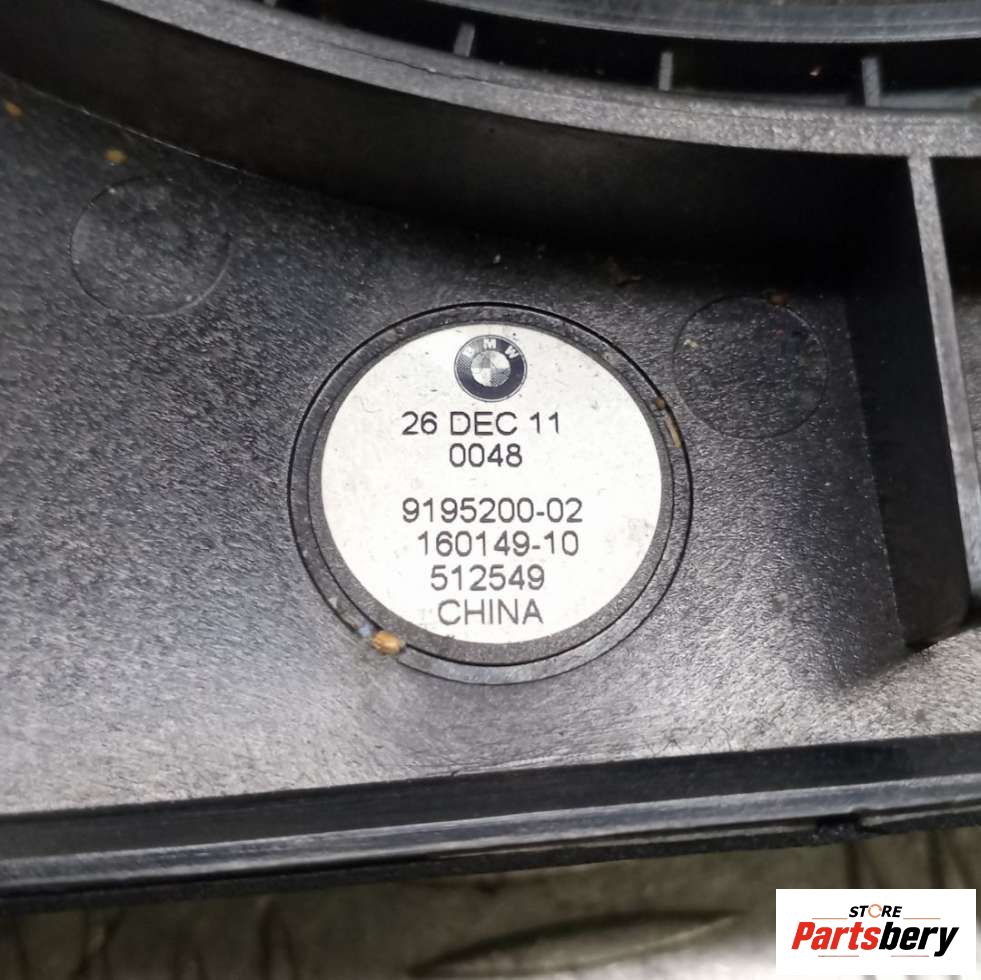 BMW
26 DEC 11
0048
9195200-02
160149-10
512549
CHINA
STORE
Partsbery